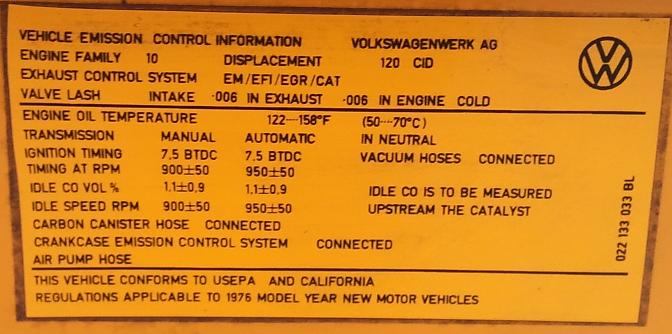 VEHICLE EMISSION CONTROL INFORMATION VOLKSWAGENWERK AG
ENGINE FAMILY 10 DISPLACEMENT 120 CID
EXHAUST CONTROL SYSTEM EM/EFI/EGR/CAT
VALVE LASH INTAKE .006 IN EXHAUST .006 IN ENGINE COLD
ENGINE OIL TEMPERATURE 122---158°F (50---70°C)
TRANSMISSION MANUAL AUTOMATIC IN NEUTRAL
IGNITION TIMING 7,5 BTDC 7,5 BTDC VACUUM HOSES CONNECTED
TIMING AT RPM 900±50 950±50
IDLE CO VOL % 1,1±0,9 1,1±0,9 IDLE CO IS TO BE MEASURED
IDLE SPEED RPM 900±50 950±50 UPSTREAM THE CATALYST
CARBON CANISTER HOSE CONNECTED
CRANKCASE EMISSION CONTROL SYSTEM CONNECTED
AIR PUMP HOSE
THIS VEHICLE CONFORMS TO USEPA AND CALIFORNIA
REGULATIONS APPLICABLE TO 1976 MODEL YEAR NEW MOTOR VEHICLES
022 133 033 BL
VW